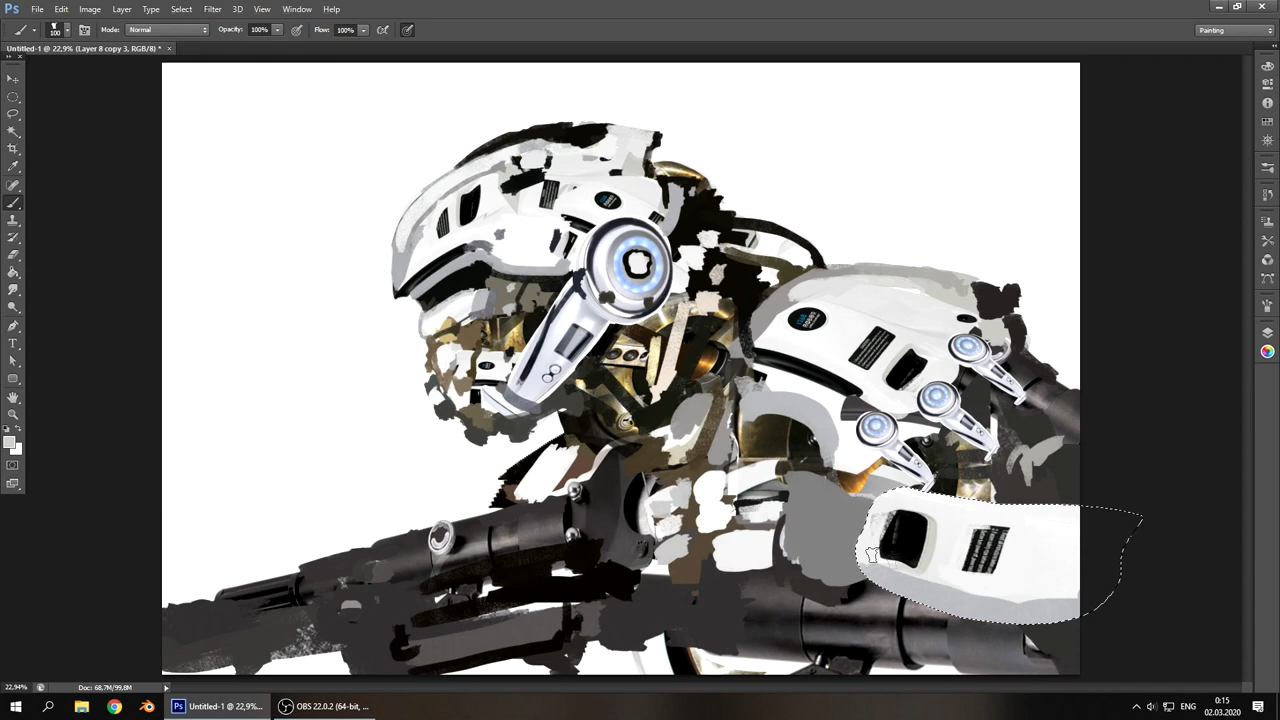 Ps File Edit Image Layer Type Select Filter 3D View Window Help
100 Mode: Normal Opacity: 100% Flow: 100% Painting
Untitled-1 @ 22,9% (Layer 8 copy 3, RGB/8) * ×
22,94% Doc: 68,7M/99,8M
Ps Untitled-1 @ 22,9%... OBS 22.0.2 (64-bit, ... ENG 0:15
02.03.2020